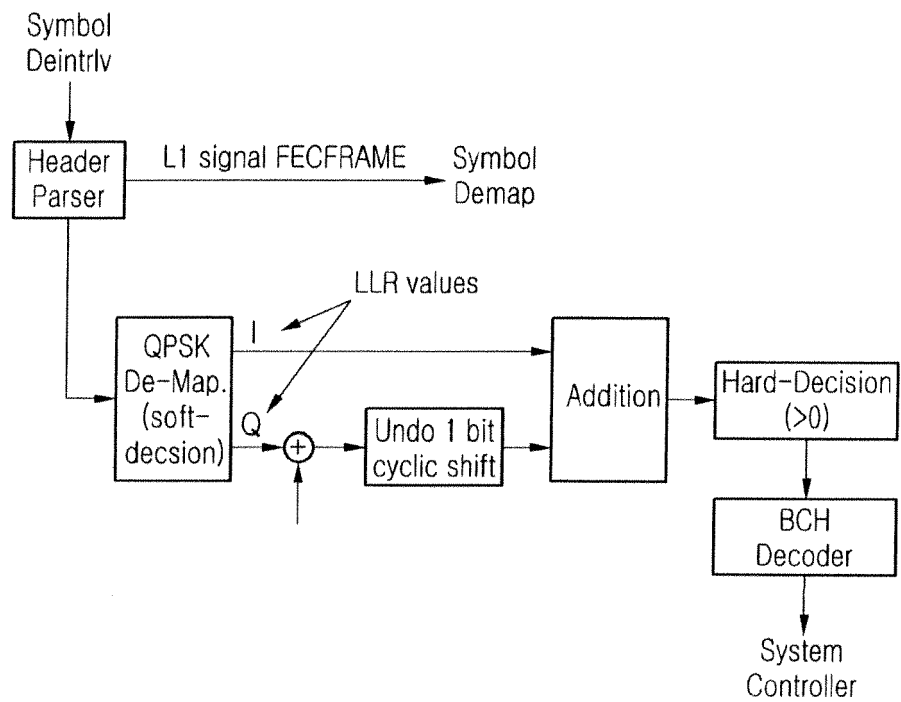 Symbol
Deintrlv
Header
Parser
L1 signal FECFRAME
Symbol
Demap
LLR values
QPSK
De-Map.
(soft-
decsion)
I
Q
+
Undo 1 bit
cyclic shift
Addition
Hard-Decision
(>0)
BCH
Decoder
System
Controller